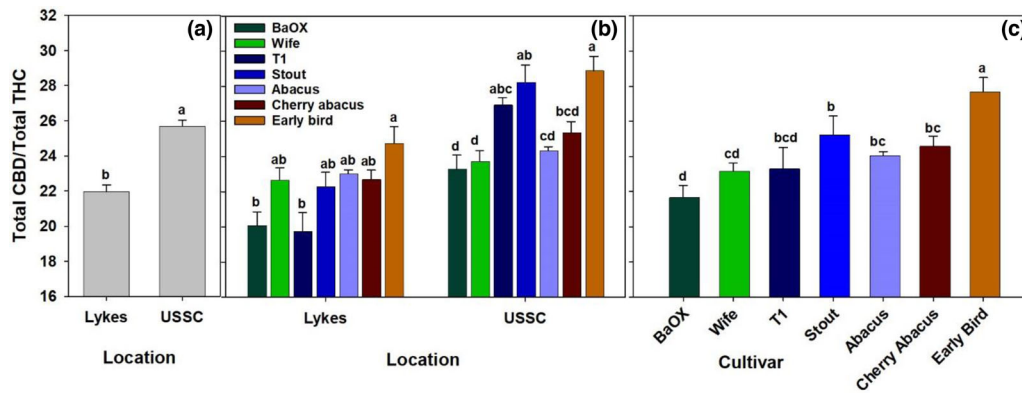 Total CBD/Total THC
32
30
28
26
24
22
20
18
16
(a)
b
a
Lykes
USSC
Location
(b)
BaOX
Wife
T1
Stout
Abacus
Cherry abacus
Early bird
b
ab
b
ab
ab
ab
a
d
d
abc
ab
cd
bcd
a
Lykes
USSC
Location
(c)
d
cd
bcd
b
bc
bc
a
BaOX
Wife
T1
Stout
Abacus
Cherry Abacus
Early Bird
Cultivar